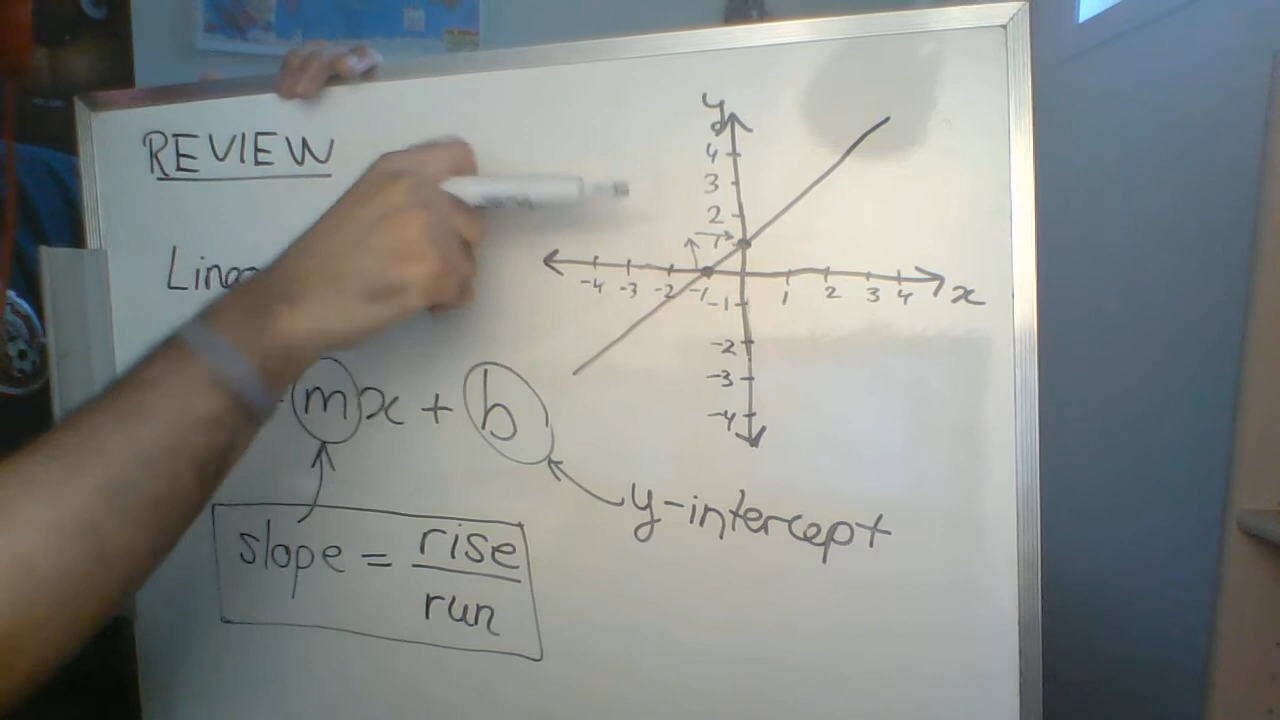 REVIEW
mx + b
slope = rise
run
y-intercept
y
4
3
2
1
-4 -3 -2 -1 1 2 3 4 x
-1
-2
-3
-4